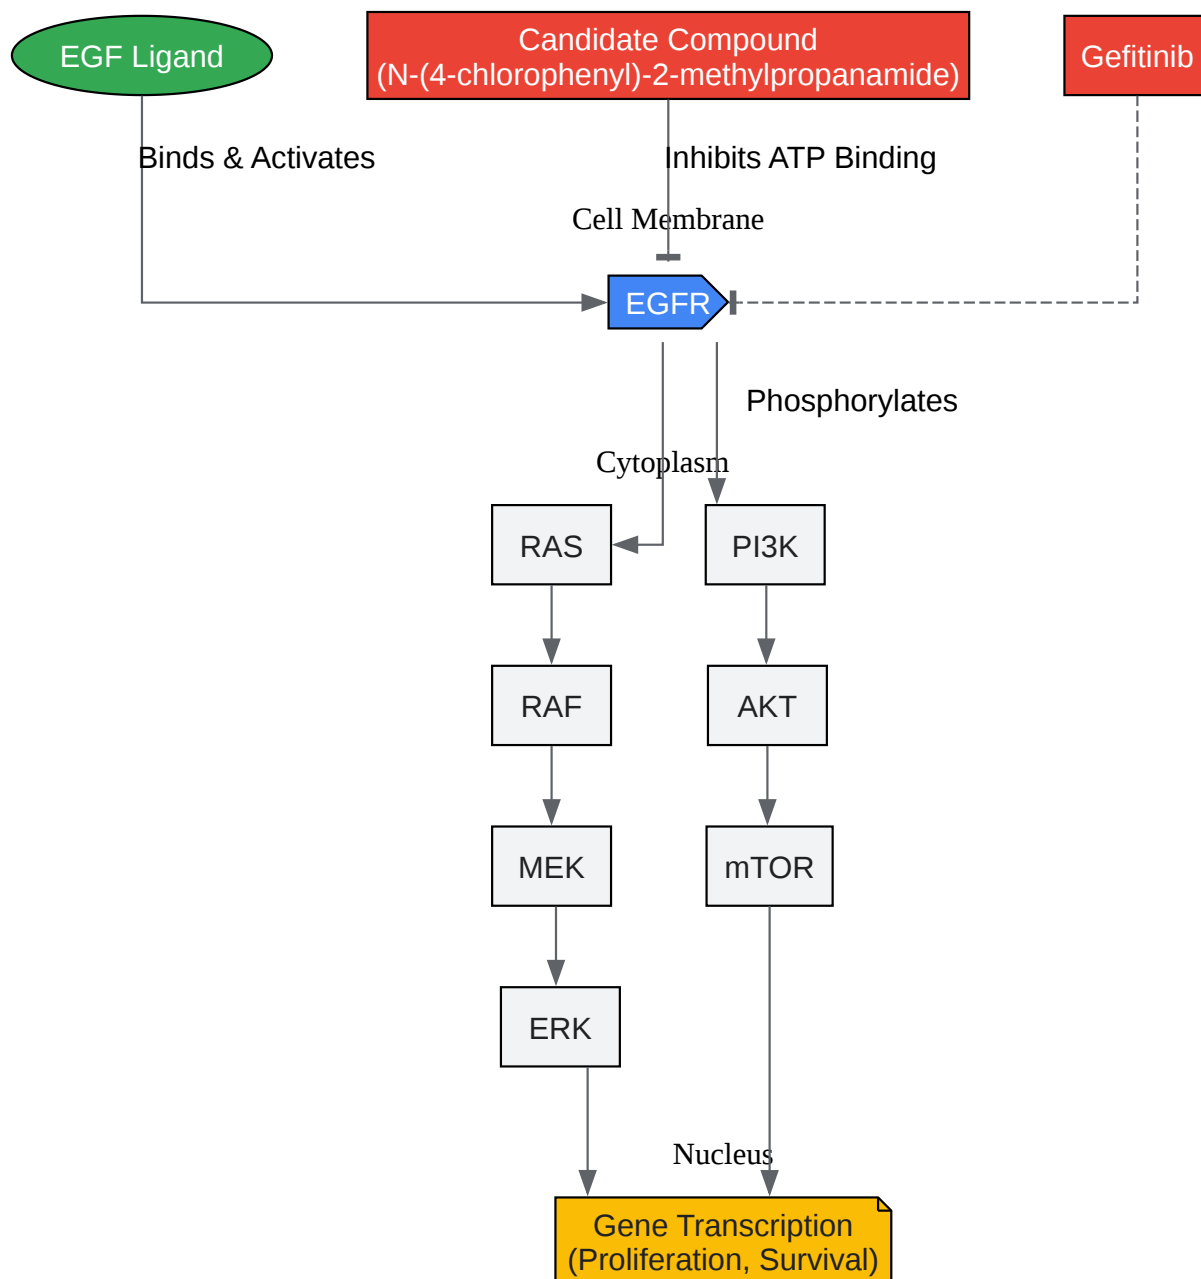 EGF Ligand
Candidate Compound
(N-(4-chlorophenyl)-2-methylpropanamide)
Gefitinib
Binds & Activates
Inhibits ATP Binding
Cell Membrane
EGFR
Phosphorylates
Cytoplasm
RAS
PI3K
RAF
AKT
MEK
mTOR
ERK
Nucleus
Gene Transcription
(Proliferation, Survival)